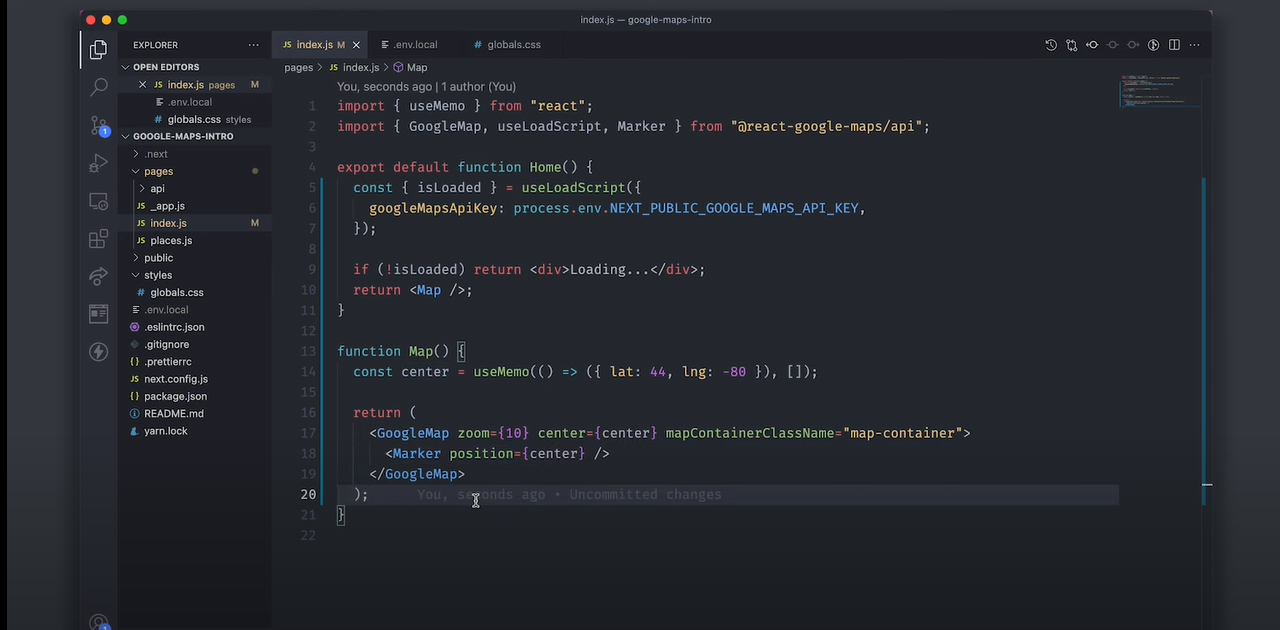 index.js — google-maps-intro
EXPLORER ···
JS index.js M ×
.env.local
# globals.css
···
OPEN EDITORS
× JS index.js pages M
.env.local
# globals.css styles
GOOGLE-MAPS-INTRO
> .next
pages
> api
JS _app.js
JS index.js M
JS places.js
> public
styles
# globals.css
.env.local
.eslintrc.json
.gitignore
{ } .prettierrc
JS next.config.js
{ } package.json
README.md
yarn.lock
1
1
pages > JS index.js > Map
You, seconds ago | 1 author (You)
1 import { useMemo } from "react";
2 import { GoogleMap, useLoadScript, Marker } from "@react-google-maps/api";
3
4 export default function Home() {
5 const { isLoaded } = useLoadScript({
6 googleMapsApiKey: process.env.NEXT_PUBLIC_GOOGLE_MAPS_API_KEY,
7 });
8
9 if (!isLoaded) return <div>Loading...</div>;
10 return <Map />;
11 }
12
13 function Map() {
14 const center = useMemo(() => ({ lat: 44, lng: -80 }), []);
15
16 return (
17 <GoogleMap zoom={10} center={center} mapContainerClassName="map-container">
18 <Marker position={center} />
19 </GoogleMap>
20 ); You, seconds ago • Uncommitted changes
21 }
22